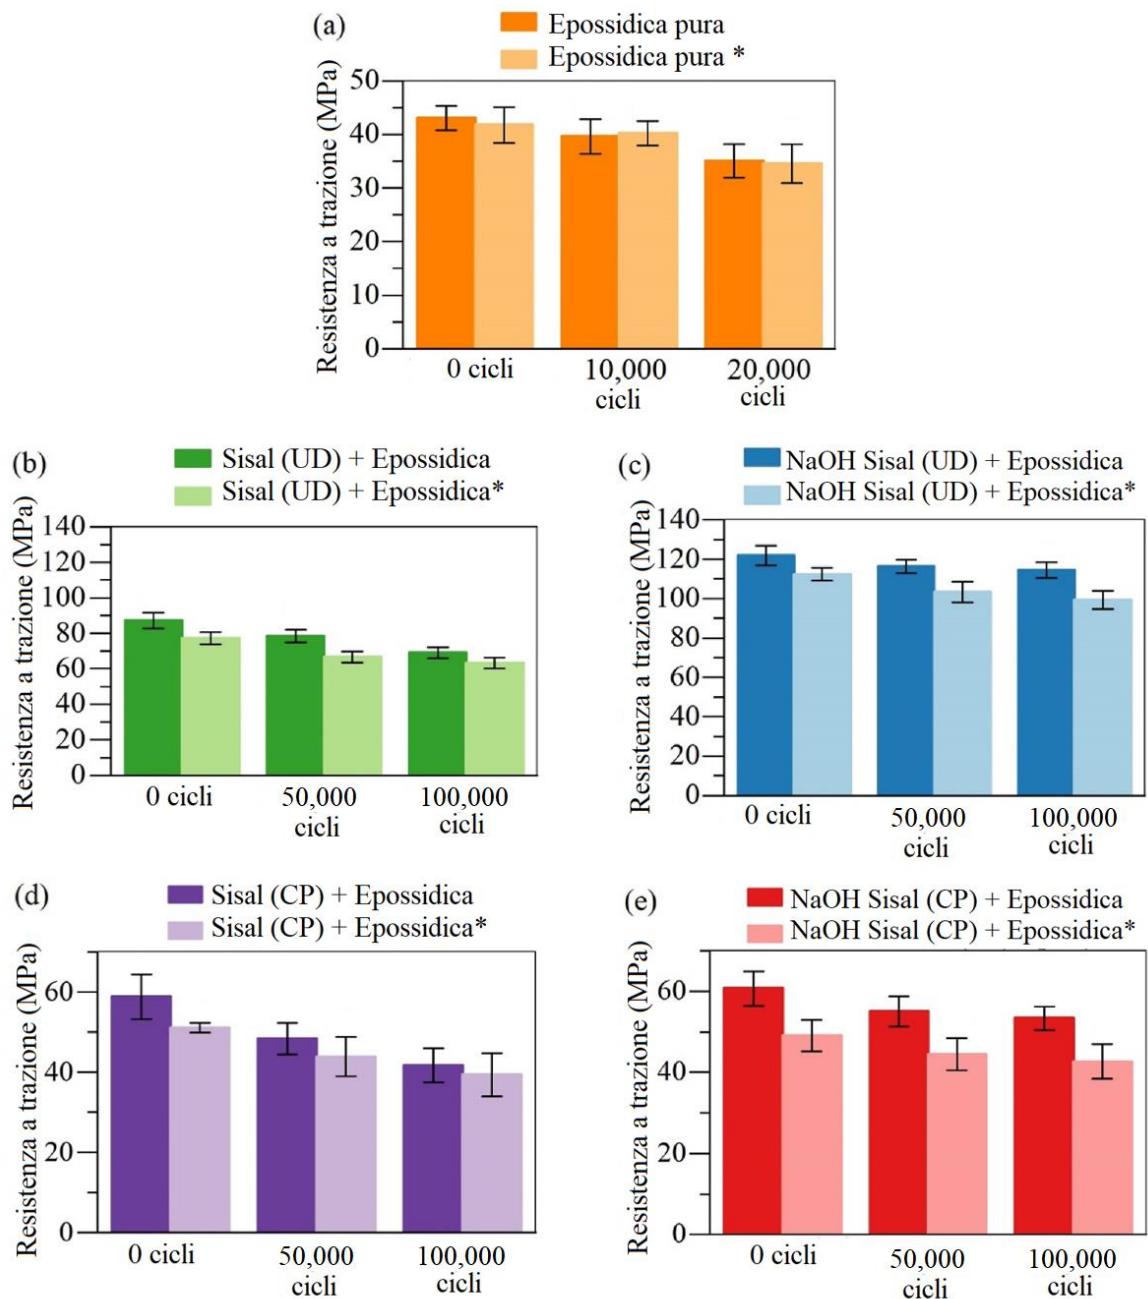 (a)
Epossidica pura
Epossidica pura *
Resistenza a trazione (MPa)
50
40
30
20
10
0
0 cicli
10,000
cicli
20,000
cicli
(b)
Sisal (UD) + Epossidica
Sisal (UD) + Epossidica*
Resistenza a trazione (MPa)
140
120
100
80
60
40
20
0
0 cicli
50,000
cicli
100,000
cicli
(c)
NaOH Sisal (UD) + Epossidica
NaOH Sisal (UD) + Epossidica*
Resistenza a trazione (MPa)
140
120
100
80
60
40
20
0
0 cicli
50,000
cicli
100,000
cicli
(d)
Sisal (CP) + Epossidica
Sisal (CP) + Epossidica*
Resistenza a trazione (MPa)
60
40
20
0
0 cicli
50,000
cicli
100,000
cicli
(e)
NaOH Sisal (CP) + Epossidica
NaOH Sisal (CP) + Epossidica*
Resistenza a trazione (MPa)
60
40
20
0
0 cicli
50,000
cicli
100,000
cicli